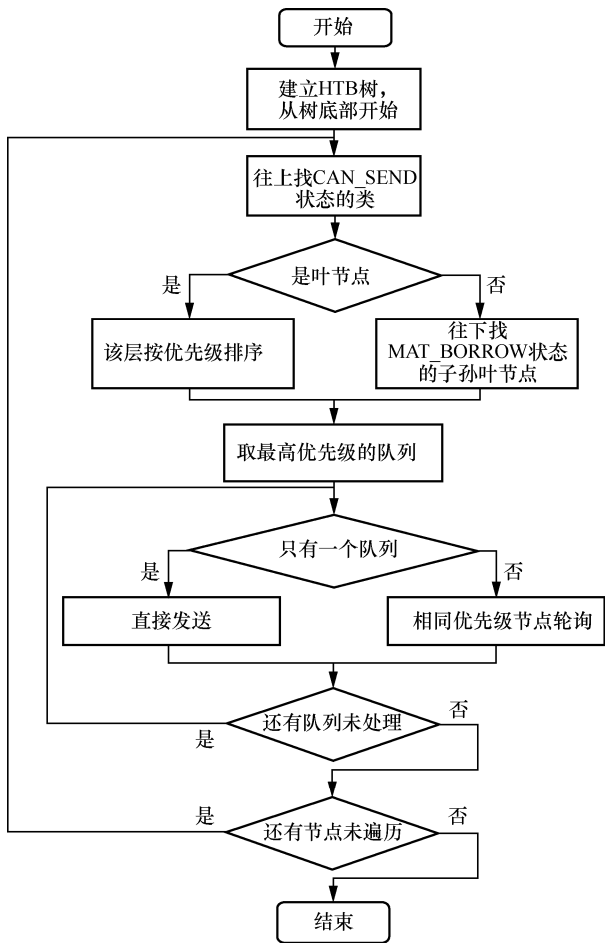 开始
建立HTB树，
从树底部开始
往上找CAN_SEND
状态的类
是叶节点
是
否
该层按优先级排序
往下找
MAT_BORROW状态
的子孙叶节点
取最高优先级的队列
只有一个队列
是
否
直接发送
相同优先级节点轮询
还有队列未处理
否
是
还有节点未遍历
是
否
结束